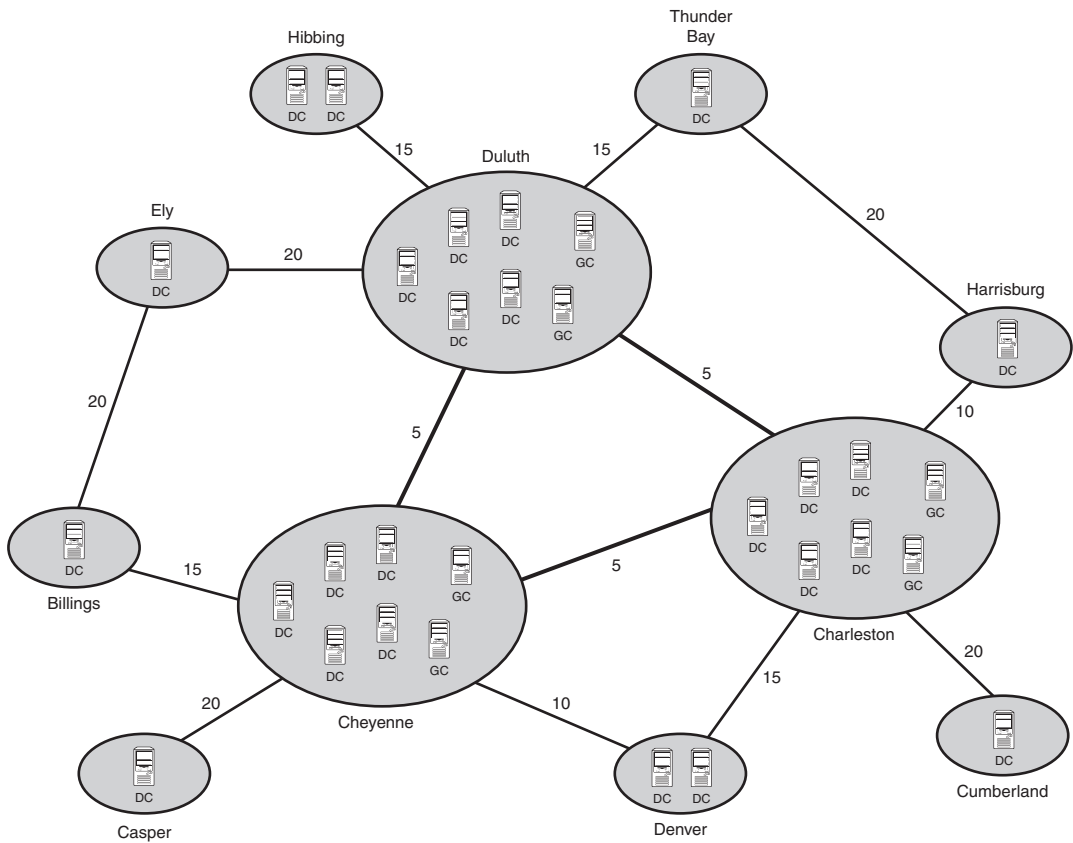 Thunder
Bay
Hibbing
DC DC
DC
15
Duluth
15
Ely
DC
20
DC
DC
DC
GC
DC
DC
DC
GC
20
Harrisburg
DC
20
5
5
10
Billings
DC
15
Cheyenne
DC
DC
DC
GC
DC
DC
GC
5
Charleston
DC
DC
DC
GC
DC
DC
GC
20
Casper
DC
10
15
Denver
DC DC
20
Cumberland
DC